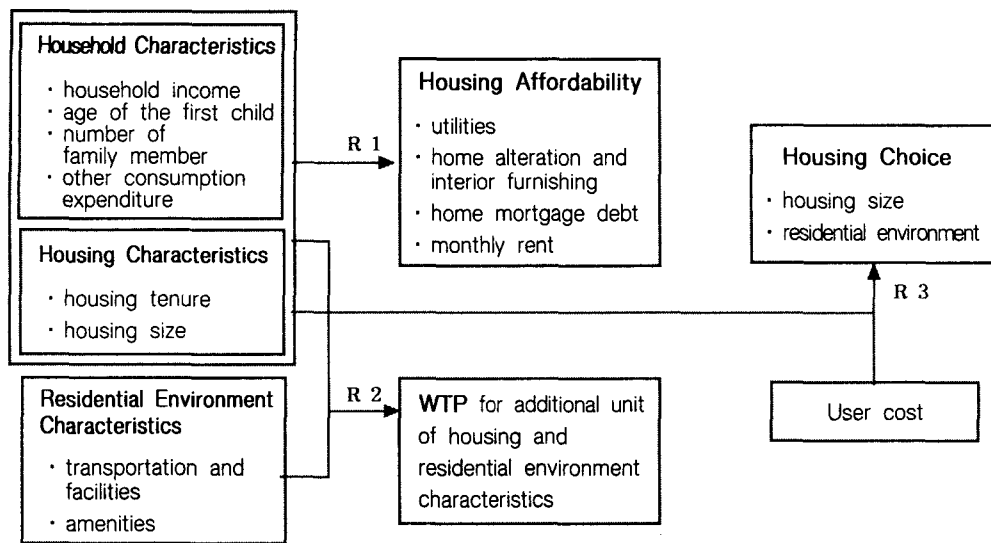 Household Characteristics
· household income
· age of the first child
· number of
family member
· other consumption
expenditure
Housing Characteristics
· housing tenure
· housing size
Residential Environment
Characteristics
· transportation and
facilities
· amenities
R 1
Housing Affordability
· utilities
· home alteration and
interior furnishing
· home mortgage debt
· monthly rent
R 2
WTP for additional unit
of housing and
residential environment
characteristics
Housing Choice
· housing size
· residential environment
R 3
User cost